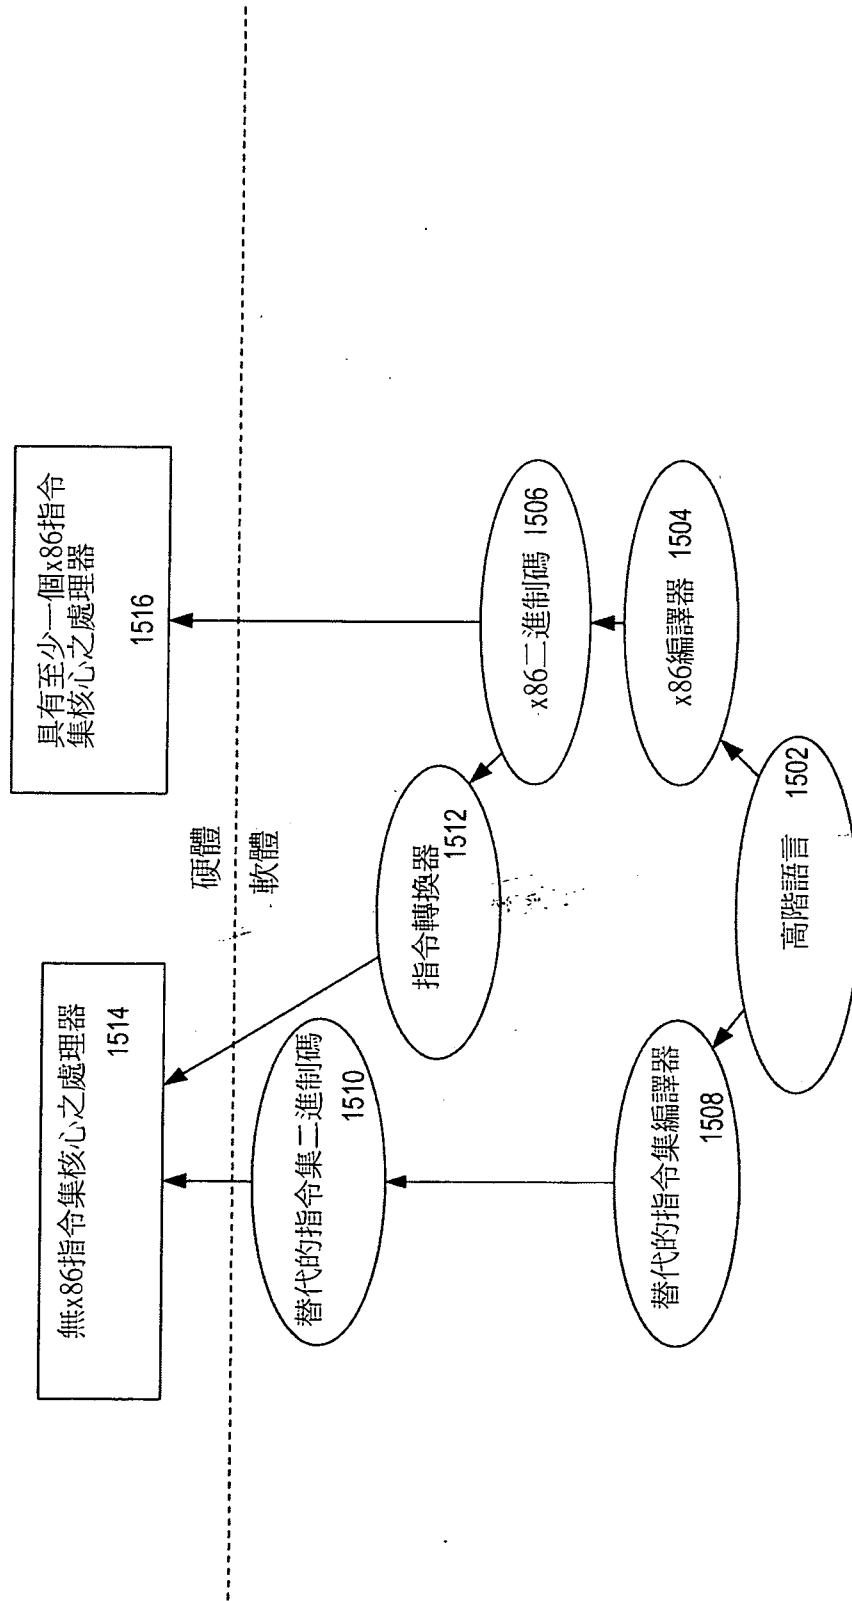 無x86指令集核心之處理器
1514
具有至少一個x86指令
集核心之處理器
1516
硬體
軟體
替代的指令集二進制碼
1510
指令轉換器
1512
x86二進制碼 1506
替代的指令集編譯器
1508
x86編譯器 1504
高階語言 1502